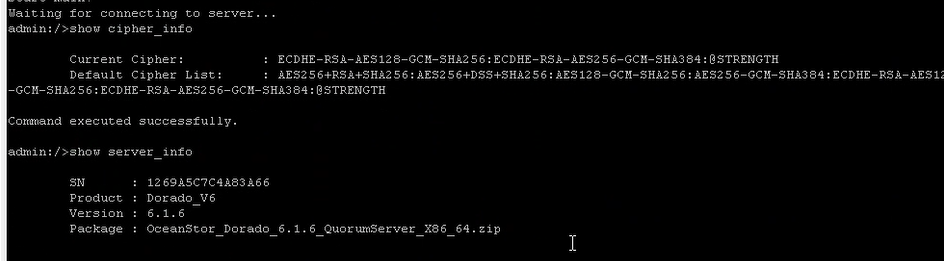 Waiting for connecting to server...
admin:/>show cipher_info
Current Cipher: : ECDHE-RSA-AES128-GCM-SHA256:ECDHE-RSA-AES256-GCM-SHA384:@STRENGTH
Default Cipher List: : AES256+RSA+SHA256:AES256+DSS+SHA256:AES128-GCM-SHA256:AES256-GCM-SHA384:ECDHE-RSA-AES12
-GCM-SHA256:ECDHE-RSA-AES256-GCM-SHA384:@STRENGTH
Command executed successfully.
admin:/>show server_info
SN : 1269A5C7C4A83A66
Product : Dorado_V6
Version : 6.1.6
Package : OceanStor_Dorado_6.1.6_QuorumServer_X86_64.zip